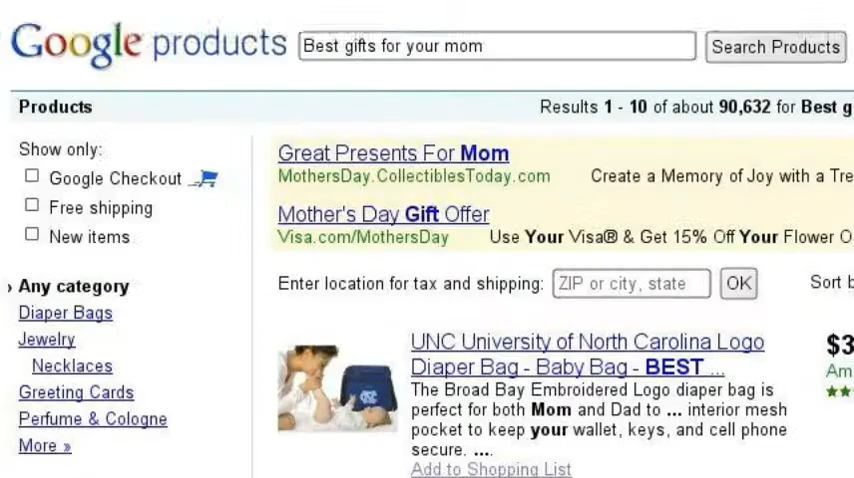 Google products
Best gifts for your mom
Search Products
Products
Results 1 - 10 of about 90,632 for Best g
Show only:
Google Checkout
Free shipping
New items
Any category
Diaper Bags
Jewelry
Necklaces
Greeting Cards
Perfume & Cologne
More »
Great Presents For Mom
MothersDay.CollectiblesToday.com Create a Memory of Joy with a Tre
Mother's Day Gift Offer
Visa.com/MothersDay Use Your Visa® & Get 15% Off Your Flower O
Enter location for tax and shipping: ZIP or city, state OK Sort b
UNC University of North Carolina Logo
Diaper Bag - Baby Bag - BEST ...
The Broad Bay Embroidered Logo diaper bag is
perfect for both Mom and Dad to ... interior mesh
pocket to keep your wallet, keys, and cell phone
secure. ....
Add to Shopping List
$3
Am